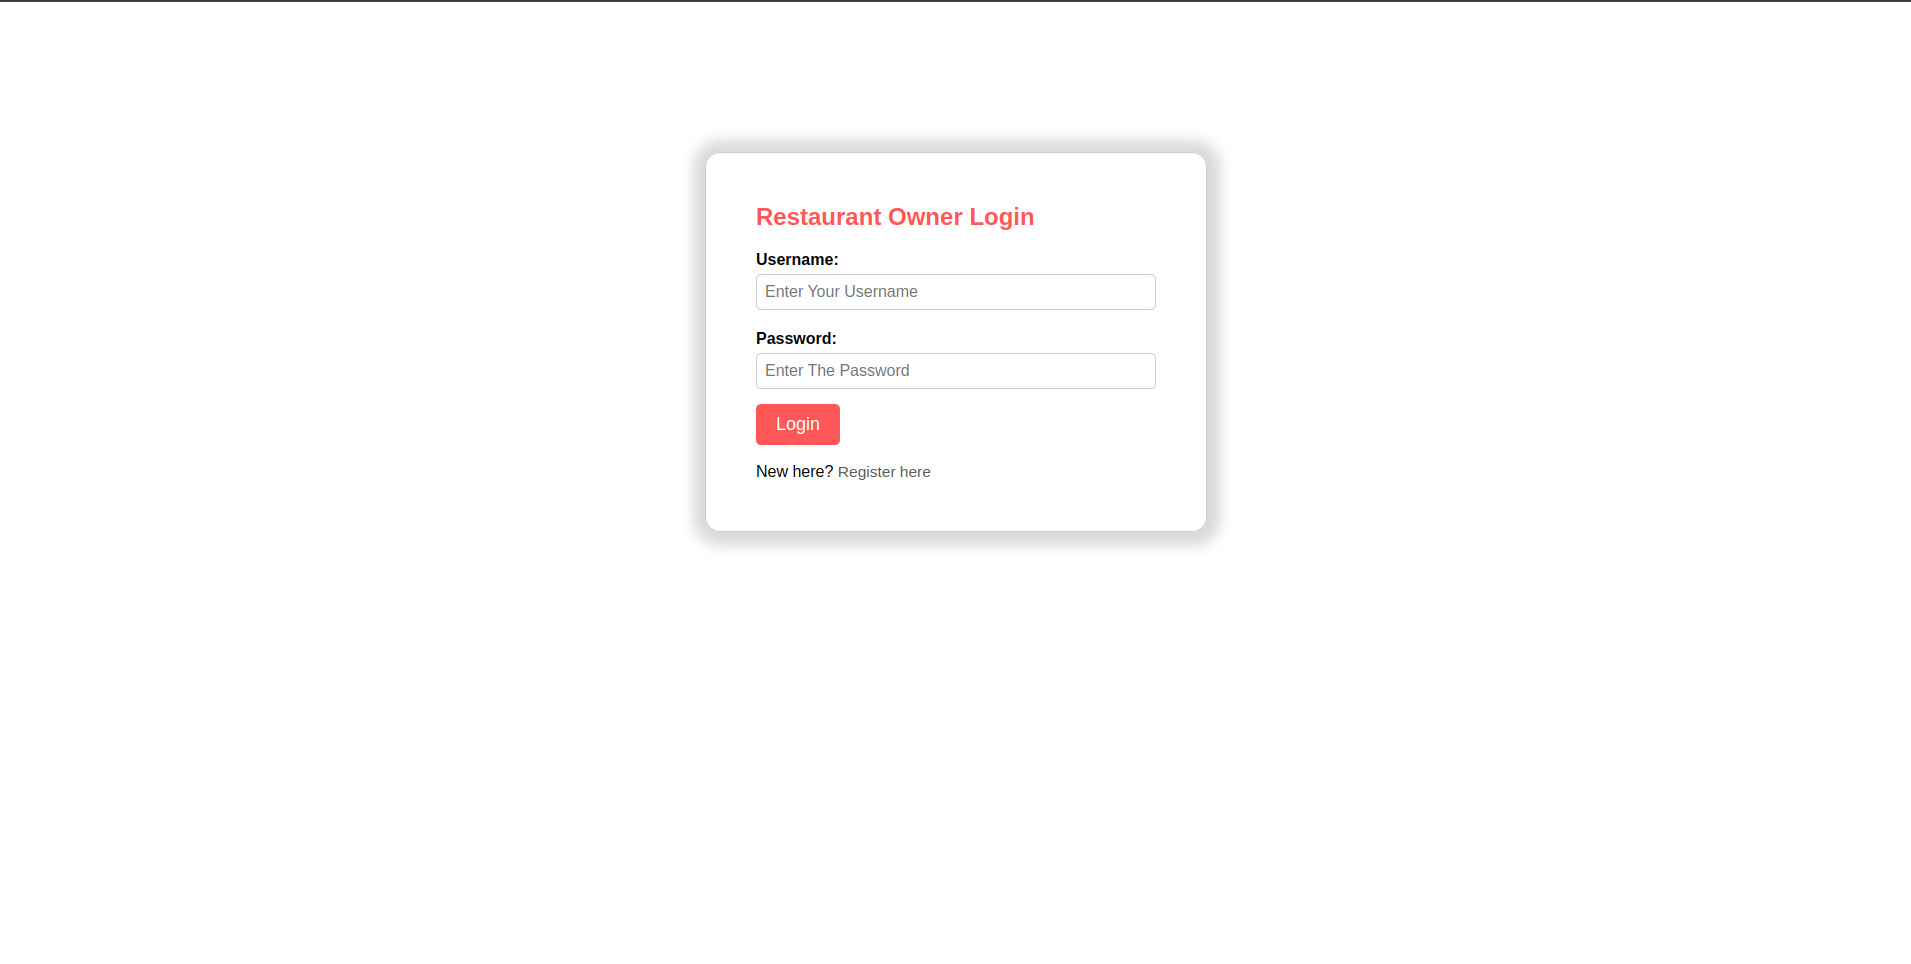 Restaurant Owner Login
Username:
Enter Your Username
Password:
Enter The Password
Login
New here? Register here